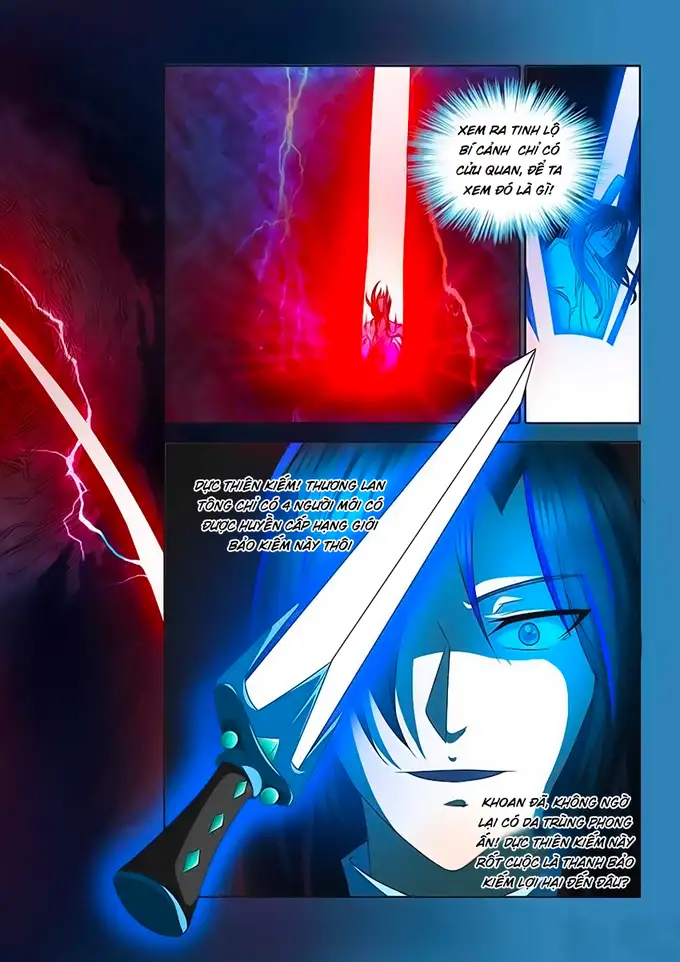 XEM RA TINH LỘ
BÍ CẢNH CHỈ CÓ
CỬU QUAN, ĐỂ TA
XEM ĐÓ LÀ GÌ!
DỰC THIÊN KIẾM! THƯƠNG LAN
TÔNG CHỈ CÓ 4 NGƯỜI MỚI CÓ
ĐƯỢC HUYỀN CẤP HẠNG GIỎI
BẢO KIẾM NÀY THÔI
KHOAN ĐÃ, KHÔNG NGỜ
LẠI CÓ DA TRÙNG PHONG
ẤN! DỰC THIÊN KIẾM NÀY
RỐT CUỘC LÀ THANH BẢO
KIẾM LỢI HẠI ĐẾN ĐÂU?